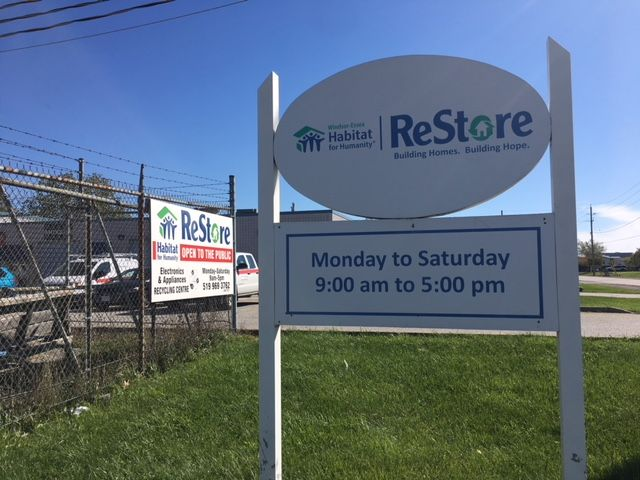 Windsor-Essex
Habitat
for Humanity®
ReStore
Building Homes. Building Hope.
Monday to Saturday
9:00 am to 5:00 pm
ReStore
Habitat
for Humanity
OPEN TO THE PUBLIC
Electronics
& Appliances
RECYCLING CENTRE
Monday-Saturday
9am-5pm
519 969 3762